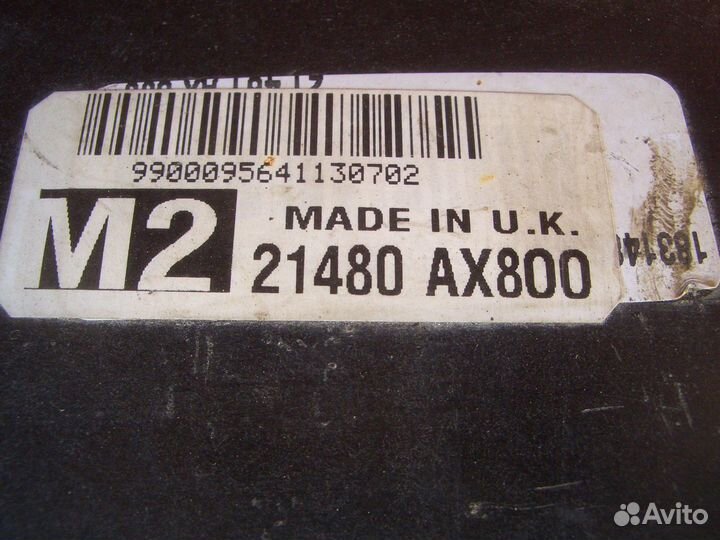 9900095641130702
M2
MADE IN U.K.
21480 AX800
Avito